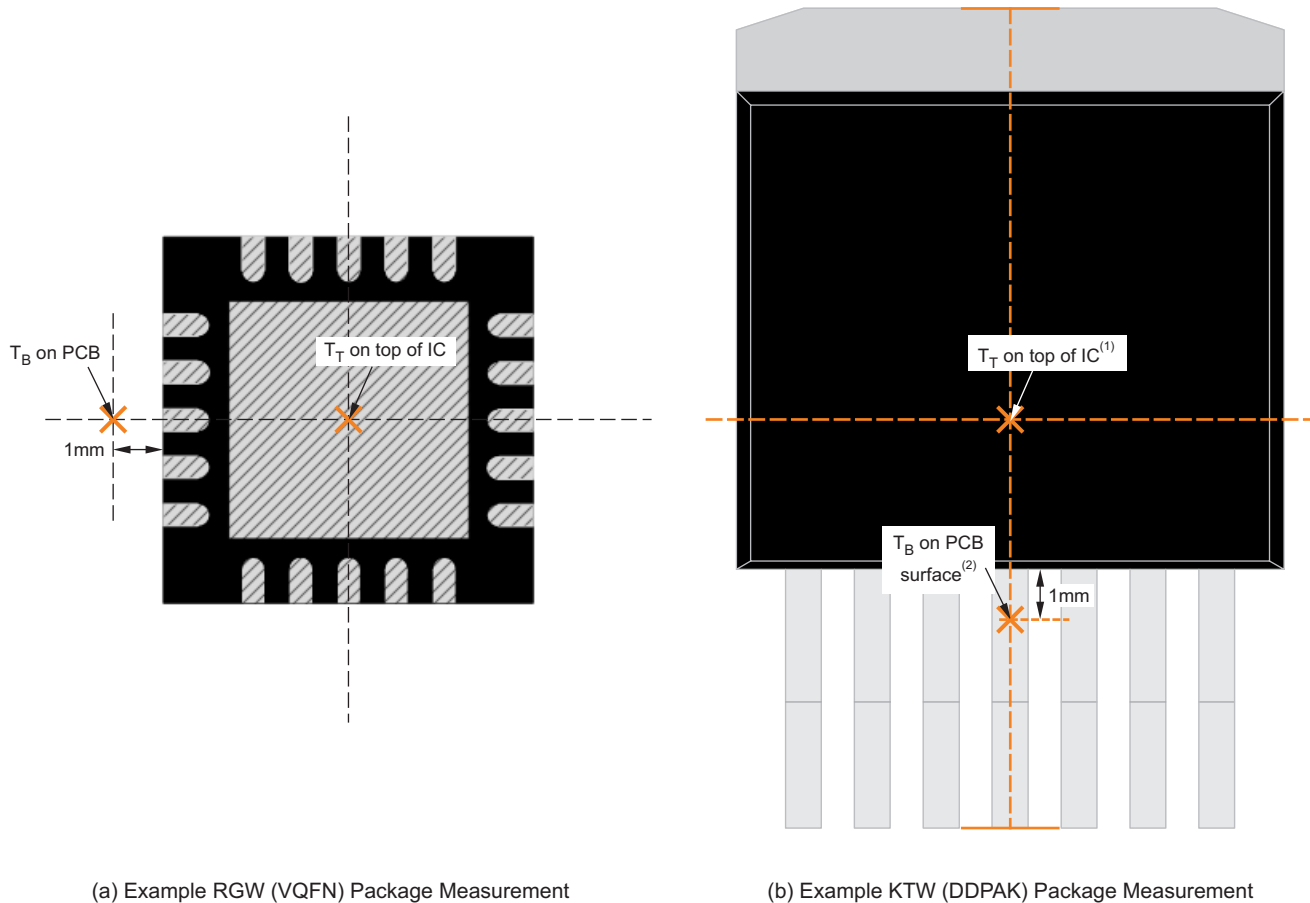 T_B on PCB
1mm
T_T on top of IC
(a) Example RGW (VQFN) Package Measurement
T_T on top of IC(1)
T_B on PCB
surface(2)
1mm
(b) Example KTW (DDPAK) Package Measurement